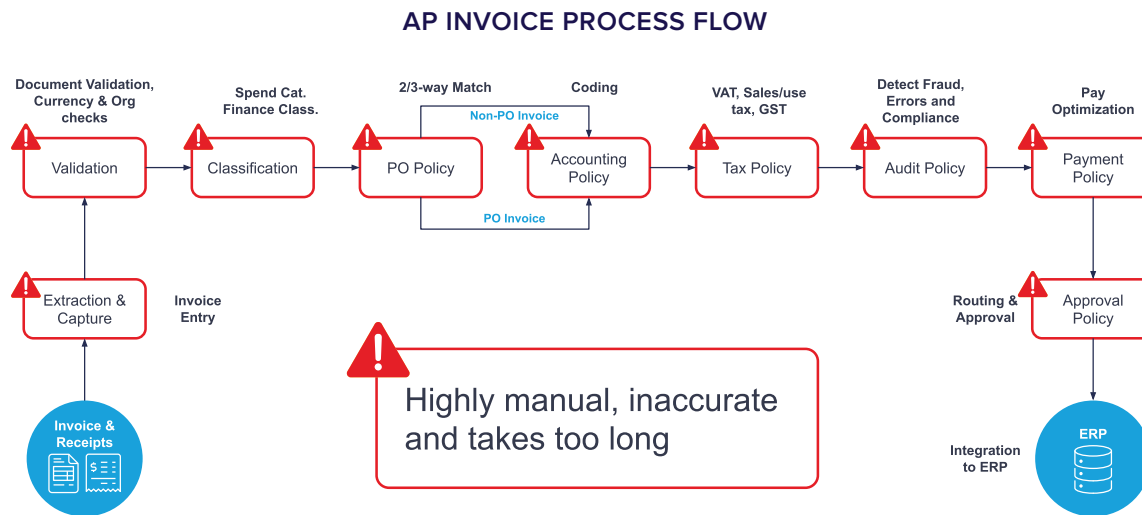 AP INVOICE PROCESS FLOW
Document Validation,
Currency & Org
checks
Spend Cat.
Finance Class.
2/3-way Match
Coding
VAT, Sales/use
tax, GST
Detect Fraud,
Errors and
Compliance
Pay
Optimization
Non-PO Invoice
Validation
Classification
PO Policy
Accounting
Policy
Tax Policy
Audit Policy
Payment
Policy
PO Invoice
Extraction &
Capture
Invoice
Entry
Routing &
Approval
Approval
Policy
Highly manual, inaccurate
and takes too long
Invoice &
Receipts
$
Integration
to ERP
ERP